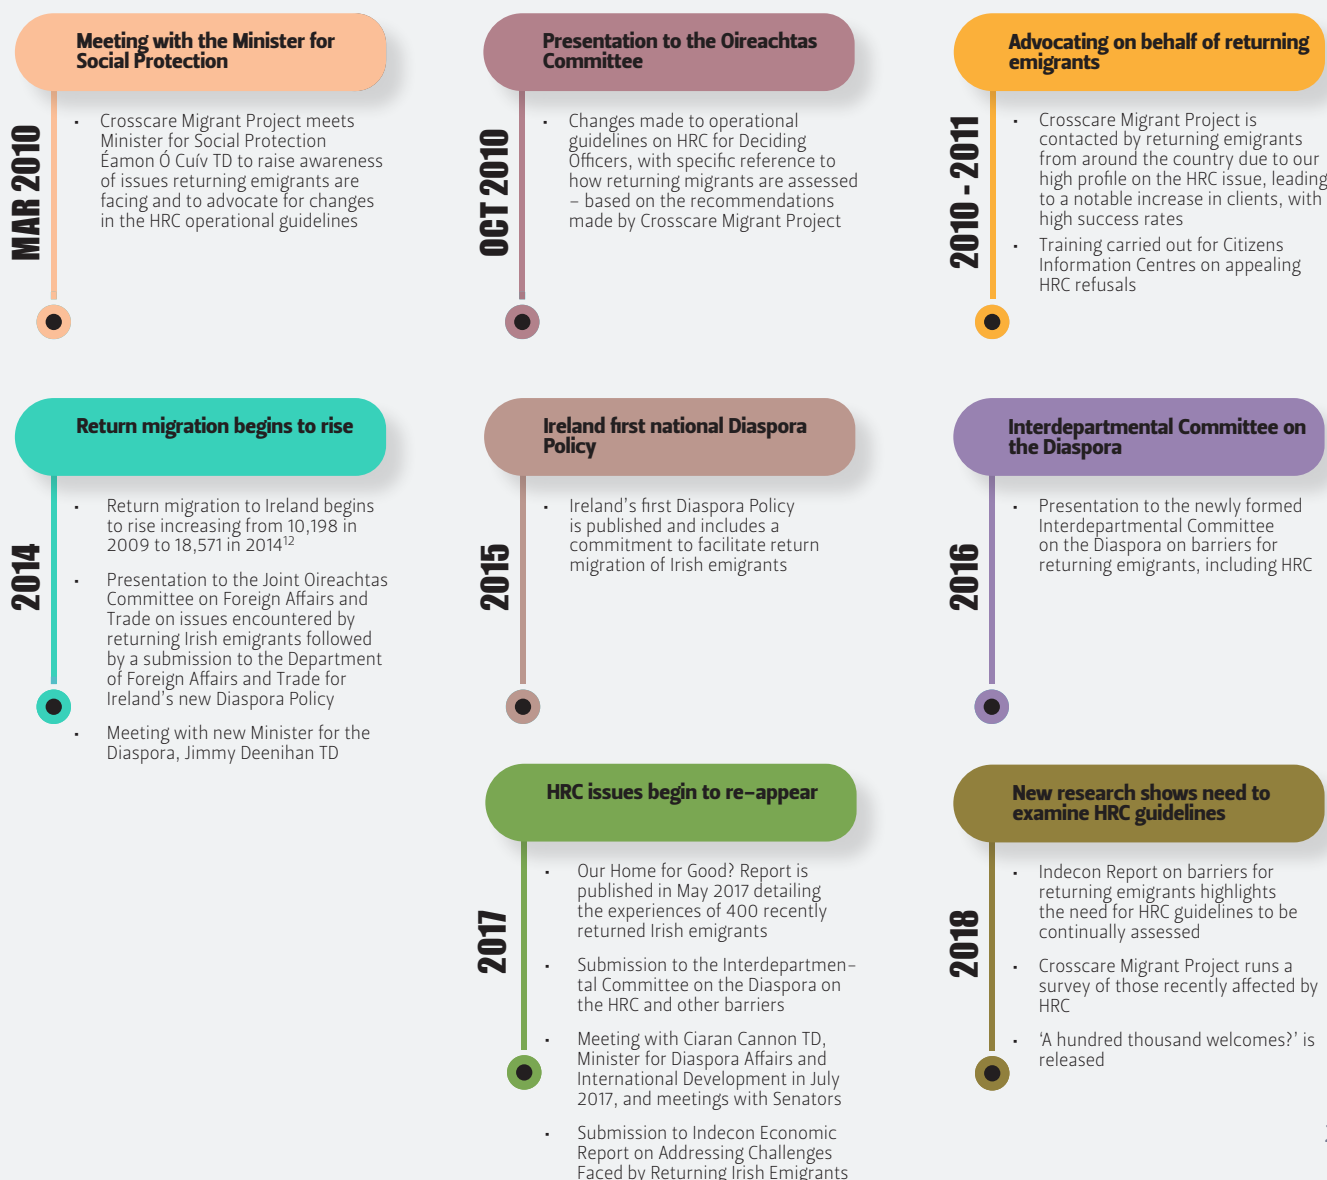 Meeting with the Minister for
Social Protection
MAR 2010
• Crosscare Migrant Project meets
Minister for Social Protection
Éamon Ó Cuív TD to raise awareness
of issues returning emigrants are
facing and to advocate for changes
in the HRC operational guidelines
Presentation to the Oireachtas
Committee
OCT 2010
• Changes made to operational
guidelines on HRC for Deciding
Officers, with specific reference to
how returning migrants are assessed
– based on the recommendations
made by Crosscare Migrant Project
Advocating on behalf of returning
emigrants
2010 - 2011
• Crosscare Migrant Project is
contacted by returning emigrants
from around the country due to our
high profile on the HRC issue, leading
to a notable increase in clients, with
high success rates
• Training carried out for Citizens
Information Centres on appealing
HRC refusals
Return migration begins to rise
2014
• Return migration to Ireland begins
to rise increasing from 10,198 in
2009 to 18,571 in 2014¹²
• Presentation to the Joint Oireachtas
Committee on Foreign Affairs and
Trade on issues encountered by
returning Irish emigrants followed
by a submission to the Department
of Foreign Affairs and Trade for
Ireland's new Diaspora Policy
• Meeting with new Minister for the
Diaspora, Jimmy Deenihan TD
Ireland first national Diaspora
Policy
2015
• Ireland's first Diaspora Policy
is published and includes a
commitment to facilitate return
migration of Irish emigrants
Interdepartmental Committee on
the Diaspora
2016
• Presentation to the newly formed
Interdepartmental Committee
on the Diaspora on barriers for
returning emigrants, including HRC
HRC issues begin to re-appear
2017
• Our Home for Good? Report is
published in May 2017 detailing
the experiences of 400 recently
returned Irish emigrants
• Submission to the Interdepartmen-
tal Committee on the Diaspora on
the HRC and other barriers
• Meeting with Ciaran Cannon TD,
Minister for Diaspora Affairs and
International Development in July
2017, and meetings with Senators
• Submission to Indecon Economic
Report on Addressing Challenges
Faced by Returning Irish Emigrants
New research shows need to
examine HRC guidelines
2018
• Indecon Report on barriers for
returning emigrants highlights
the need for HRC guidelines to be
continually assessed
• Crosscare Migrant Project runs a
survey of those recently affected by
HRC
• 'A hundred thousand welcomes?' is
released